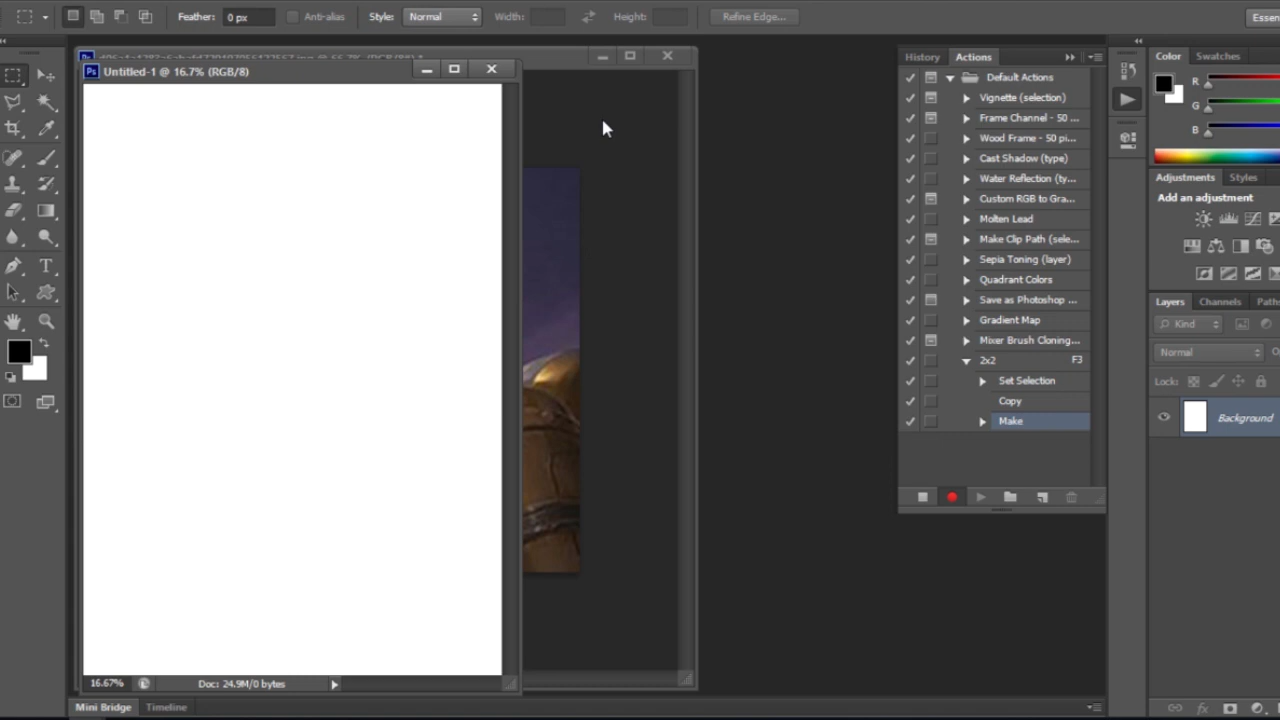 Feather: 0 px Anti-alias Style: Normal Width: Height: Refine Edge... Essen
Untitled-1 @ 16.7% (RGB/8)
16.67% Doc: 24.9M/0 bytes
Mini Bridge Timeline
History Actions
Default Actions
Vignette (selection)
Frame Channel - 50 ...
Wood Frame - 50 pi...
Cast Shadow (type)
Water Reflection (ty...
Custom RGB to Gra...
Molten Lead
Make Clip Path (sele...
Sepia Toning (layer)
Quadrant Colors
Save as Photoshop ...
Gradient Map
Mixer Brush Cloning...
2x2 F3
Set Selection
Copy
Make
Color Swatches
R
G
B
Adjustments Styles
Add an adjustment
Layers Channels Paths
Kind
Normal
Lock:
Background